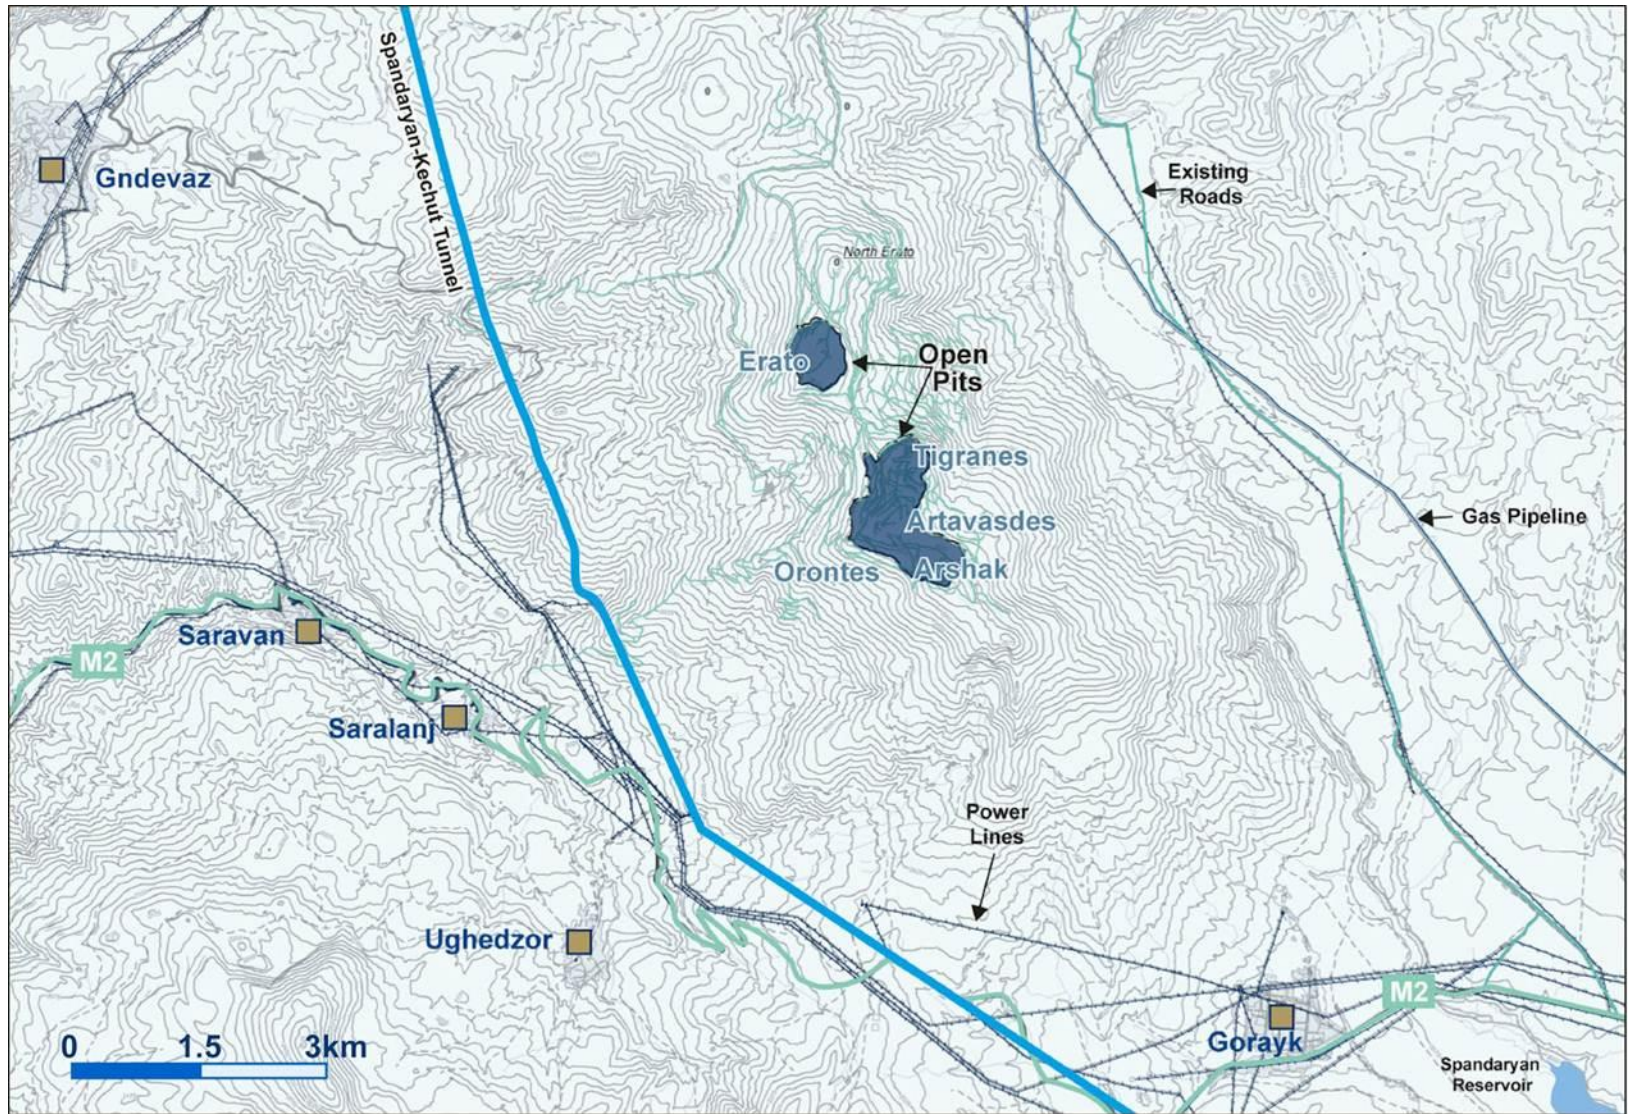 Spandaryan-Kechut Tunnel
Gndevaz
Existing
Roads
North Erato
Erato
Open
Pits
Tigranes
Gas Pipeline
Artavasdes
Orontes
Arshak
Saravan
M2
Saralanj
Power
Lines
Ughedzor
M2
Gorayk
0 1.5 3km
Spandaryan
Reservoir